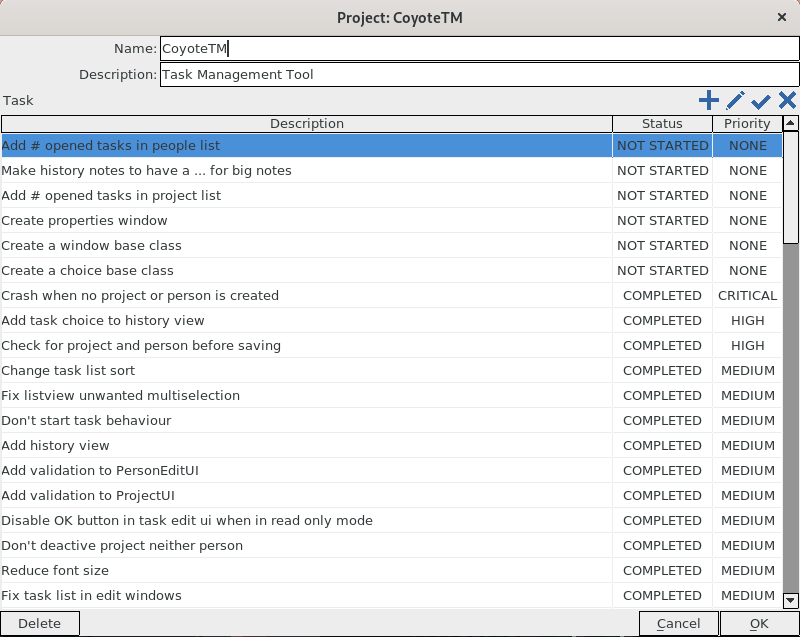 Project: CoyoteTM
Name: CoyoteTM
Description: Task Management Tool
Task
Description Status Priority
Add # opened tasks in people list NOT STARTED NONE
Make history notes to have a ... for big notes NOT STARTED NONE
Add # opened tasks in project list NOT STARTED NONE
Create properties window NOT STARTED NONE
Create a window base class NOT STARTED NONE
Create a choice base class NOT STARTED NONE
Crash when no project or person is created COMPLETED CRITICAL
Add task choice to history view COMPLETED HIGH
Check for project and person before saving COMPLETED HIGH
Change task list sort COMPLETED MEDIUM
Fix listview unwanted multiselection COMPLETED MEDIUM
Don't start task behaviour COMPLETED MEDIUM
Add history view COMPLETED MEDIUM
Add validation to PersonEditUI COMPLETED MEDIUM
Add validation to ProjectUI COMPLETED MEDIUM
Disable OK button in task edit ui when in read only mode COMPLETED MEDIUM
Don't deactive project neither person COMPLETED MEDIUM
Reduce font size COMPLETED MEDIUM
Fix task list in edit windows COMPLETED MEDIUM
Delete Cancel OK